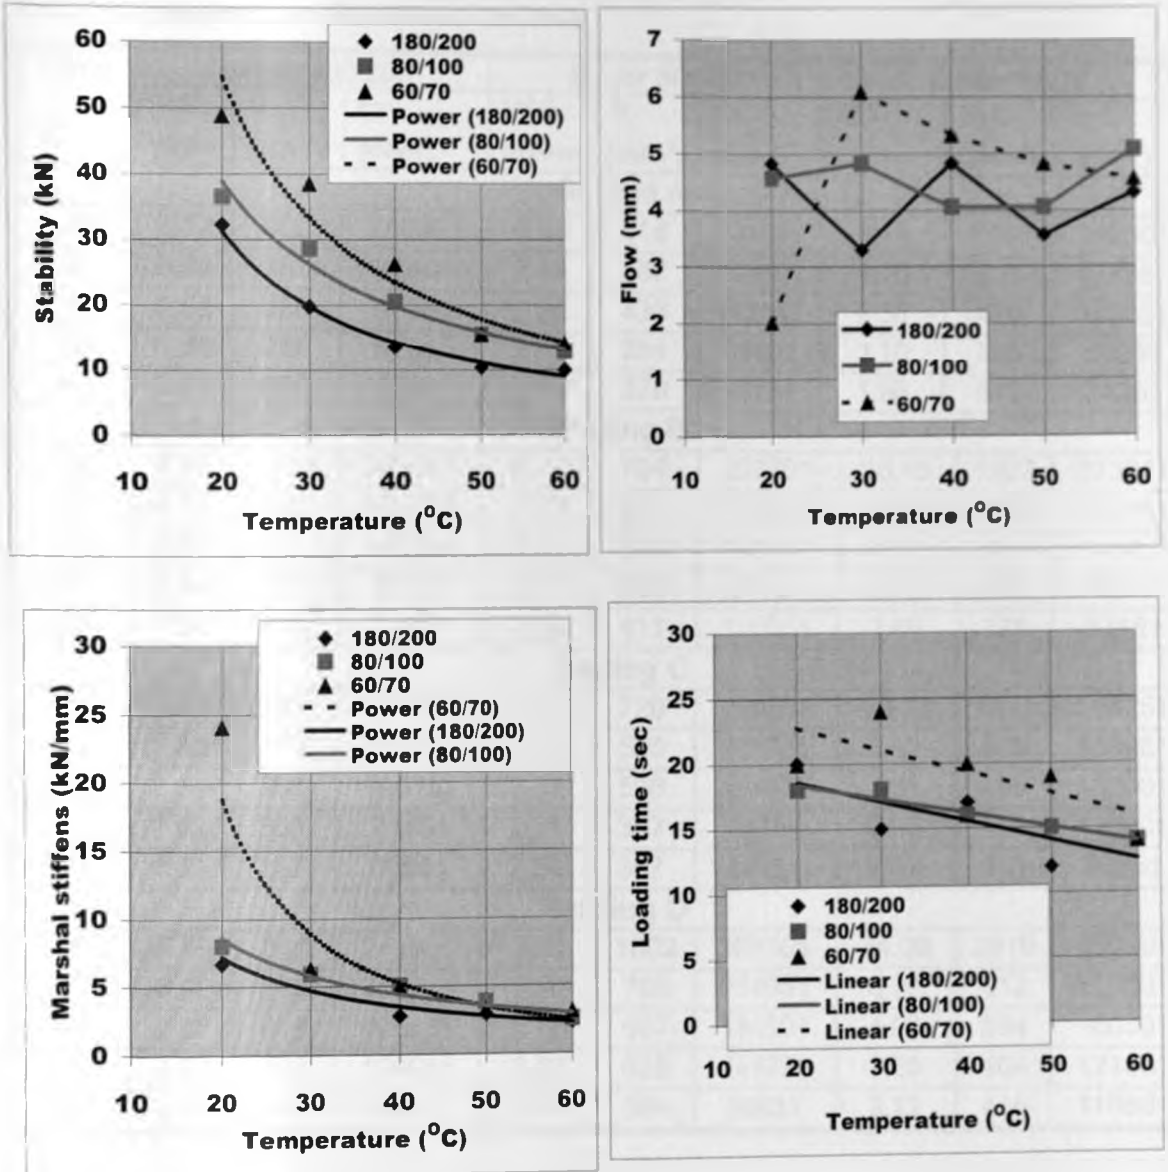 60
50
40
30
20
10
0
Stability (kN)
180/200
80/100
60/70
Power (180/200)
Power (80/100)
Power (60/70)
10 20 30 40 50 60
Temperature (°C)
7
6
5
4
3
2
1
0
Flow (mm)
180/200
80/100
60/70
10 20 30 40 50 60
Temperature (°C)
30
25
20
15
10
5
0
Marshal stiffens (kN/mm)
180/200
80/100
60/70
Power (60/70)
Power (180/200)
Power (80/100)
10 20 30 40 50 60
Temperature (°C)
30
25
20
15
10
5
0
Loading time (sec)
180/200
80/100
60/70
Linear (180/200)
Linear (80/100)
Linear (60/70)
10 20 30 40 50 60
Temperature (°C)